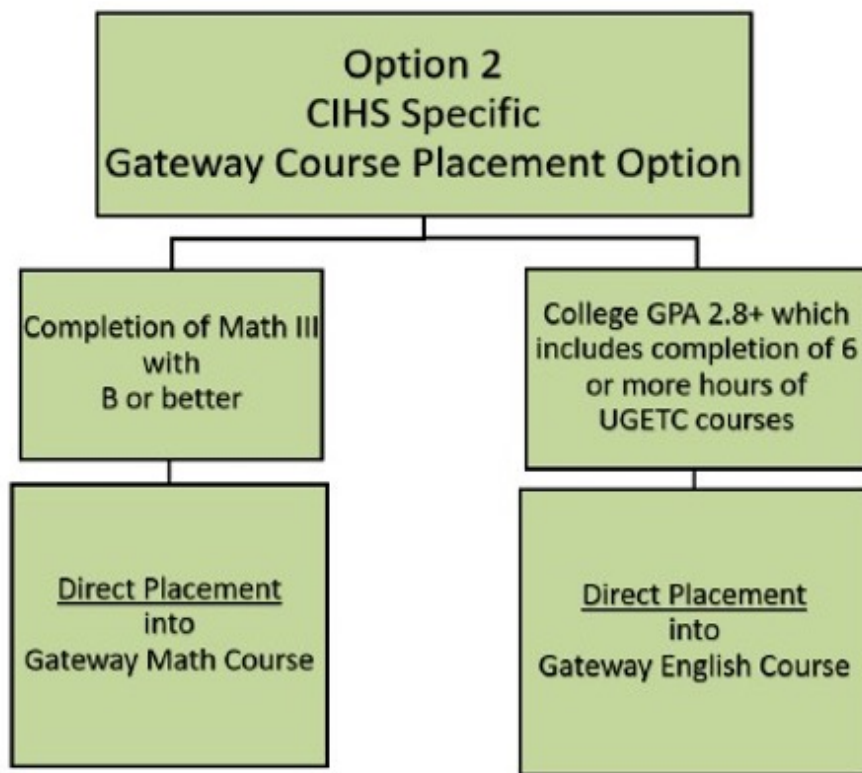 Option 2
CIHS Specific
Gateway Course Placement Option
Completion of Math III
with
B or better
College GPA 2.8+ which
includes completion of 6
or more hours of
UGETC courses
Direct Placement
into
Gateway Math Course
Direct Placement
into
Gateway English Course